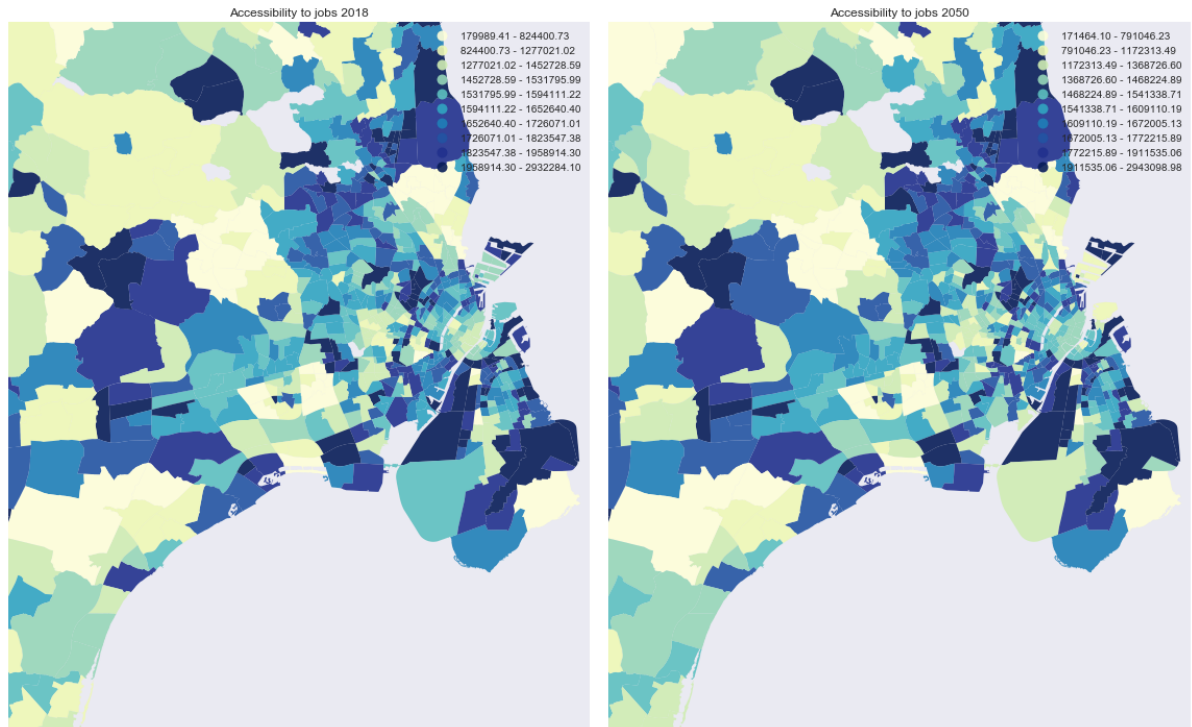 Accessibility to jobs 2018
179989.41 - 824400.73
824400.73 - 1277021.02
1277021.02 - 1452728.59
1452728.59 - 1531795.99
1531795.99 - 1594111.22
1594111.22 - 1652640.40
1652640.40 - 1726071.01
1726071.01 - 1823547.38
1823547.38 - 1958914.30
1958914.30 - 2932284.10
Accessibility to jobs 2050
171464.10 - 791046.23
791046.23 - 1172313.49
1172313.49 - 1368726.60
1368726.60 - 1468224.89
1468224.89 - 1541338.71
1541338.71 - 1609110.19
1609110.19 - 1672005.13
1672005.13 - 1772215.89
1772215.89 - 1911535.06
1911535.06 - 2943098.98